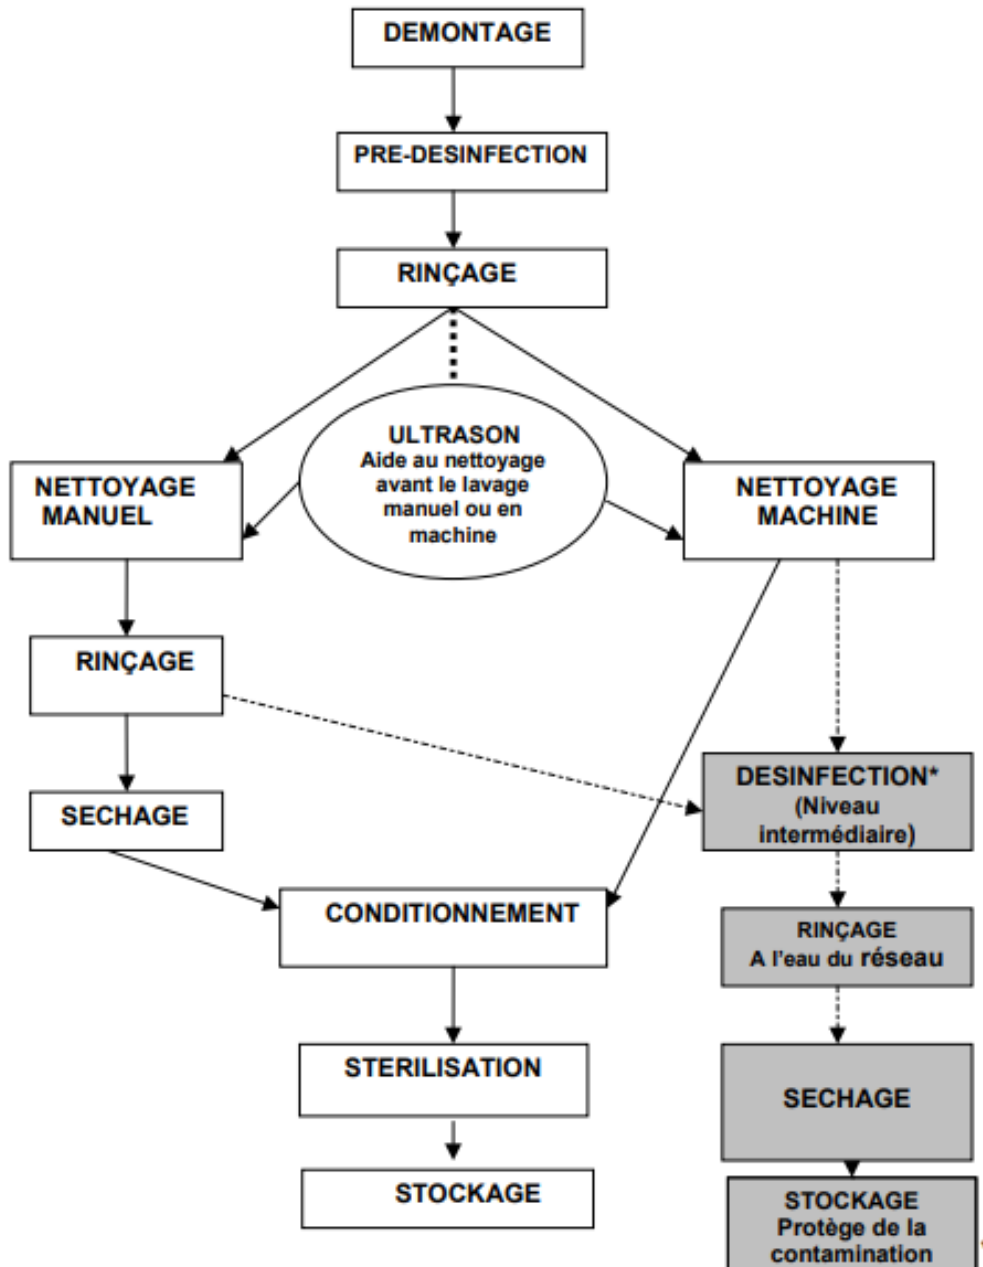 DEMONTAGE
PRE-DESINFECTION
RINÇAGE
ULTRASON
Aide au nettoyage
avant le lavage
manuel ou en
machine
NETTOYAGE
MANUEL
NETTOYAGE
MACHINE
RINÇAGE
SECHAGE
DESINFECTION*
(Niveau
intermédiaire)
CONDITIONNEMENT
RINÇAGE
A l'eau du réseau
STERILISATION
SECHAGE
STOCKAGE
STOCKAGE
Protège de la
contamination